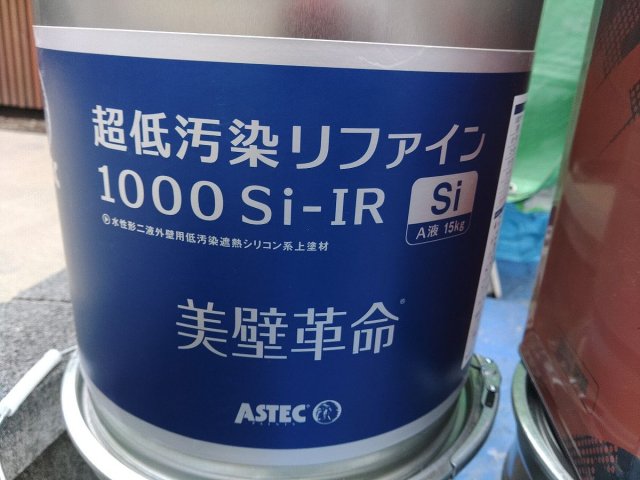 超低汚染リファイン
1000 Si-IR
Si
A液 15kg
水性形二液外壁用低汚染遮熱シリコン系上塗材
美壁革命®
ASTEC